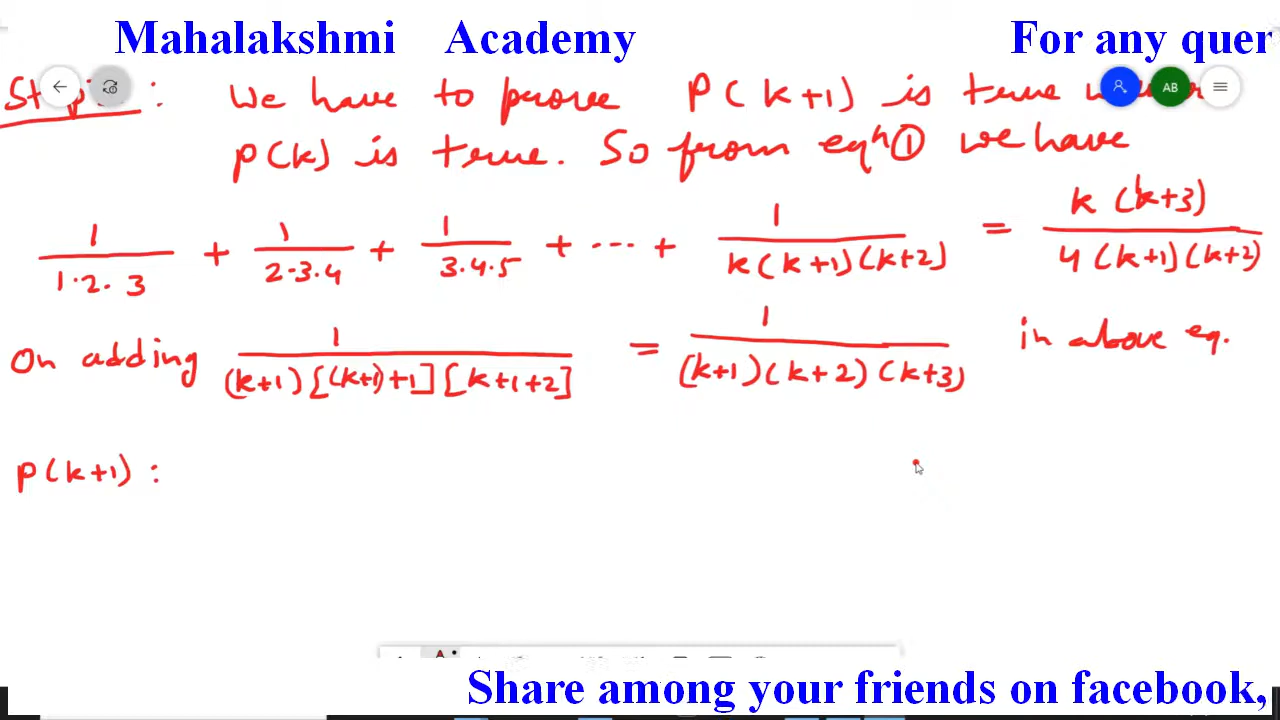 Mahalakshmi Academy For any quer
: We have to prove P(k+1) is true
P(k) is true. So from eqⁿ ① we have
1/(1·2·3) + 1/(2·3·4) + 1/(3·4·5) + ··· + 1/(k(k+1)(k+2)) = k(k+3)/(4(k+1)(k+2))
On adding 1/((k+1)[(k+1)+1][k+1+2]) = 1/((k+1)(k+2)(k+3)) in above eq.
P(k+1) :
AB
Share among your friends on facebook,